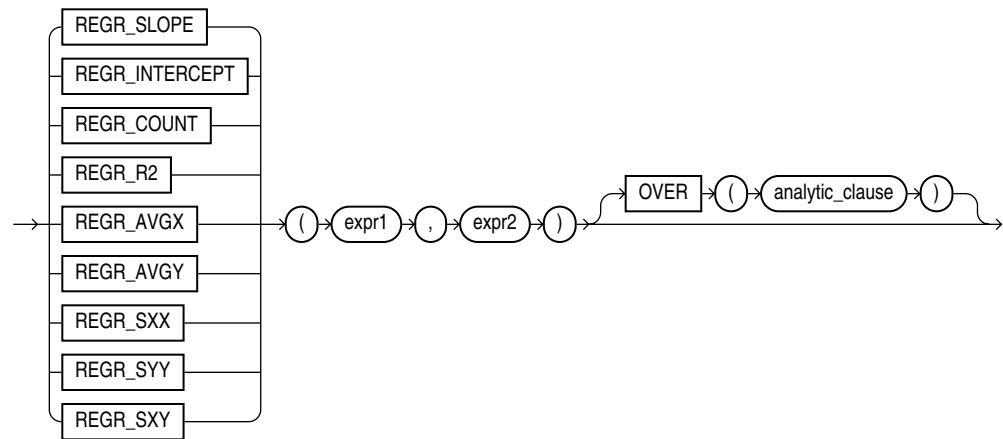 REGR_SLOPE
REGR_INTERCEPT
REGR_COUNT
REGR_R2
OVER ( analytic_clause )
REGR_AVGX ( expr1 , expr2 )
REGR_AVGY
REGR_SXX
REGR_SYY
REGR_SXY